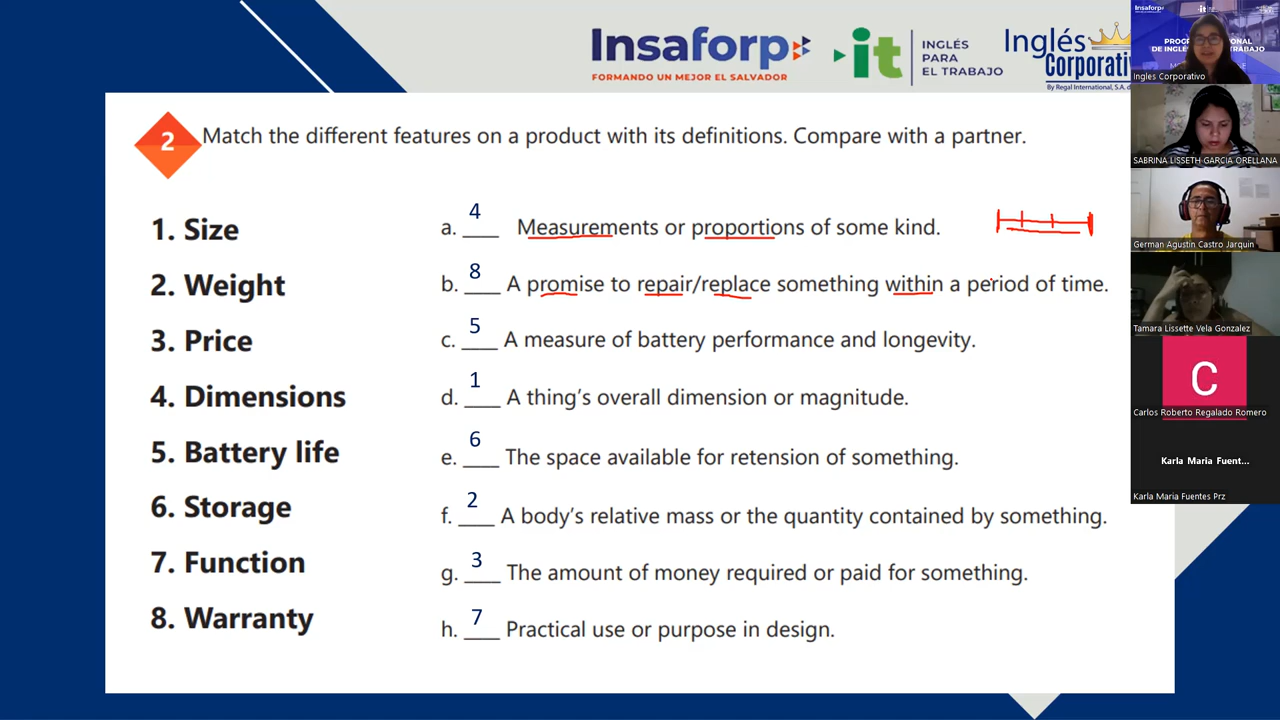 Insaforp
FORMANDO UN MEJOR EL SALVADOR
it
INGLÉS
PARA
EL TRABAJO
Inglés
Corporativ
2
Match the different features on a product with its definitions. Compare with a partner.
1. Size
2. Weight
3. Price
4. Dimensions
5. Battery life
6. Storage
7. Function
8. Warranty
a. 4 Measurements or proportions of some kind.
b. 8 A promise to repair/replace something within a period of time.
c. 5 A measure of battery performance and longevity.
d. 1 A thing's overall dimension or magnitude.
e. 6 The space available for retension of something.
f. 2 A body's relative mass or the quantity contained by something.
g. 3 The amount of money required or paid for something.
h. 7 Practical use or purpose in design.
Insaforp
it
Ingles Corporativo
SABRINA LISSETH GARCIA ORELLANA
German Agustin Castro Jarquin
Tamara Lissette Vela Gonzalez
C
Carlos Roberto Regalado Romero
Karla Maria Fuent...
Karla Maria Fuentes Prz